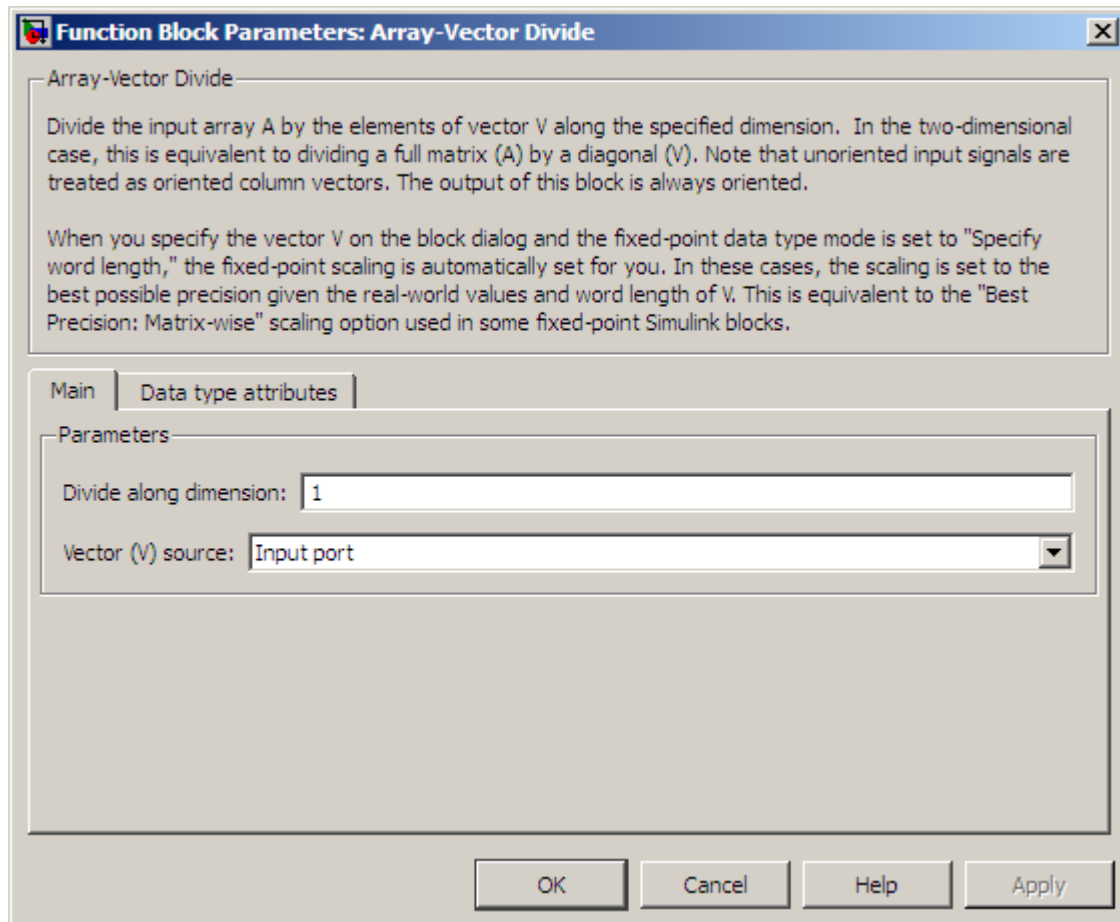 Function Block Parameters: Array-Vector Divide
Array-Vector Divide
Divide the input array A by the elements of vector V along the specified dimension.  In the two-dimensional
case, this is equivalent to dividing a full matrix (A) by a diagonal (V). Note that unoriented input signals are
treated as oriented column vectors. The output of this block is always oriented.
When you specify the vector V on the block dialog and the fixed-point data type mode is set to "Specify
word length," the fixed-point scaling is automatically set for you. In these cases, the scaling is set to the
best possible precision given the real-world values and word length of V. This is equivalent to the "Best
Precision: Matrix-wise" scaling option used in some fixed-point Simulink blocks.
Main Data type attributes
Parameters
Divide along dimension: 1
Vector (V) source: Input port
OK Cancel Help Apply